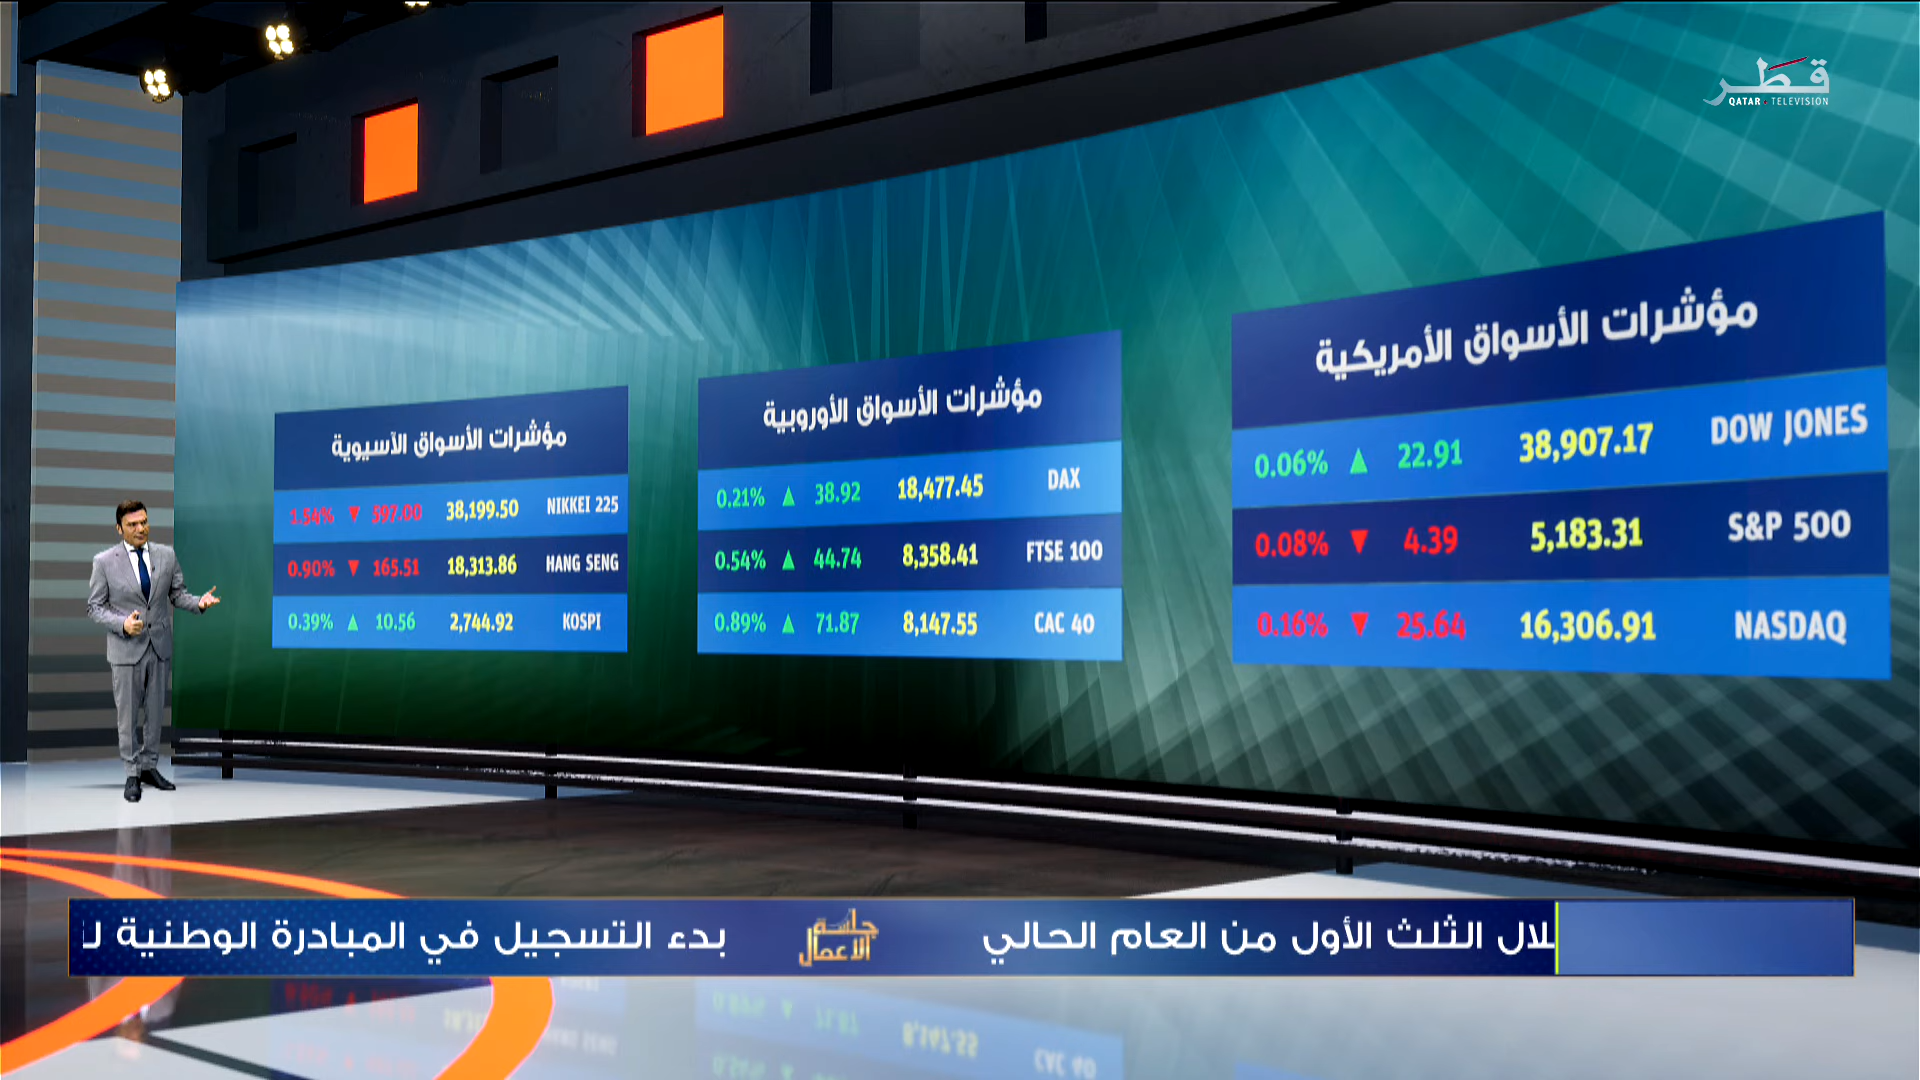 قطر
QATAR TELEVISION
مؤشرات الأسواق الأمريكية
DOW JONES 38,907.17 22.91 ▲ 0.06%
S&P 500 5,183.31 4.39 ▼ 0.08%
NASDAQ 16,306.91 25.64 ▼ 0.16%
مؤشرات الأسواق الأوروبية
DAX 18,477.45 38.92 ▲ 0.21%
FTSE 100 8,358.41 44.74 ▲ 0.54%
CAC 40 8,147.55 71.87 ▲ 0.89%
مؤشرات الأسواق الآسيوية
NIKKEI 225 38,199.50 597.00 ▼ 1.54%
HANG SENG 18,313.86 165.51 ▼ 0.90%
KOSPI 2,744.92 10.56 ▲ 0.39%
الثلث الأول من العام الحالي جلسة الأعمال بدء التسجيل في المبادرة الوطنية